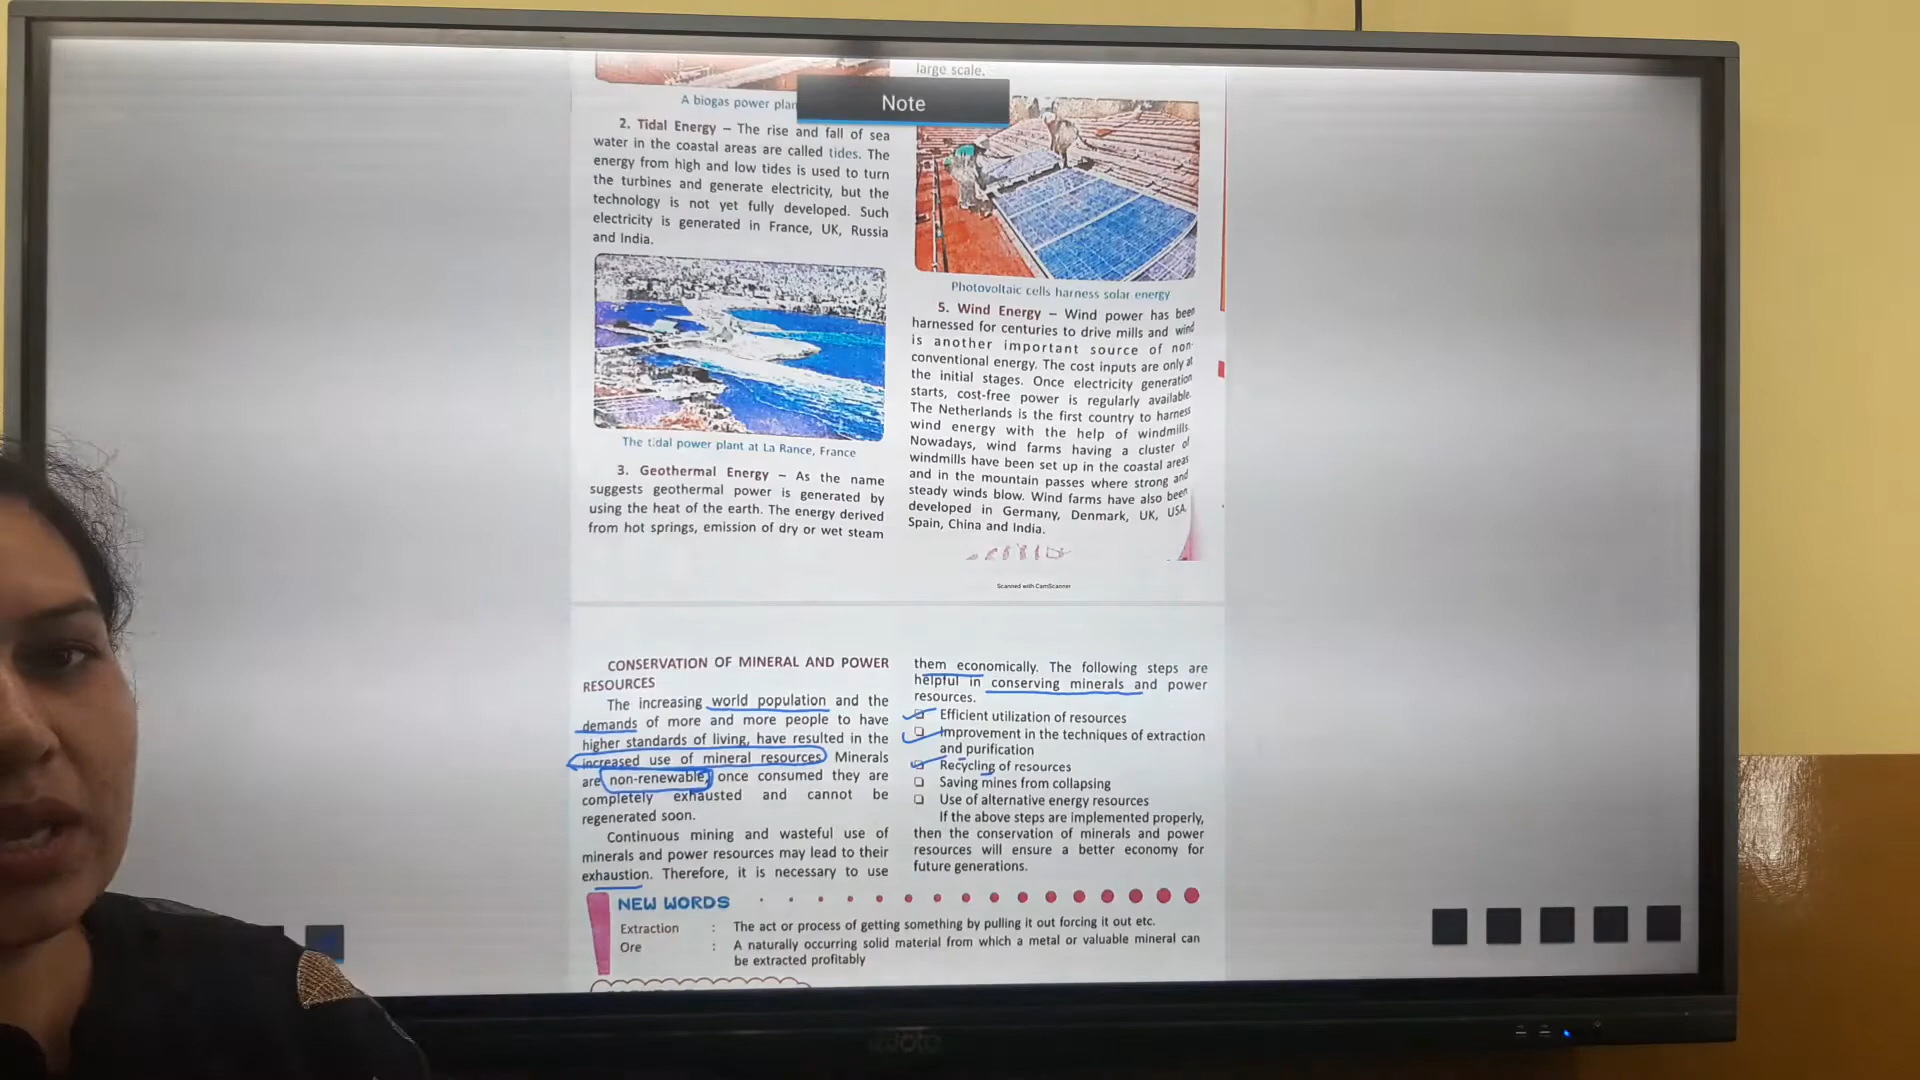 large scale.
Note
A biogas power plan
2. Tidal Energy – The rise and fall of sea
water in the coastal areas are called tides. The
energy from high and low tides is used to turn
the turbines and generate electricity, but the
technology is not yet fully developed. Such
electricity is generated in France, UK, Russia
and India.
The tidal power plant at La Rance, France
3. Geothermal Energy – As the name
suggests geothermal power is generated by
using the heat of the earth. The energy derived
from hot springs, emission of dry or wet steam
Photovoltaic cells harness solar energy
5. Wind Energy – Wind power has been
harnessed for centuries to drive mills and wind
is another important source of non-
conventional energy. The cost inputs are only at
the initial stages. Once electricity generation
starts, cost-free power is regularly available.
The Netherlands is the first country to harness
wind energy with the help of windmills.
Nowadays, wind farms having a cluster of
windmills have been set up in the coastal areas
and in the mountain passes where strong and
steady winds blow. Wind farms have also been
developed in Germany, Denmark, UK, USA
Spain, China and India.
Scanned with CamScanner
CONSERVATION OF MINERAL AND POWER
RESOURCES
The increasing world population and the
demands of more and more people to have
higher standards of living, have resulted in the
increased use of mineral resources. Minerals
are non-renewable, once consumed they are
completely exhausted and cannot be
regenerated soon.
Continuous mining and wasteful use of
minerals and power resources may lead to their
exhaustion. Therefore, it is necessary to use
them economically. The following steps are
helpful in conserving minerals and power
resources.
Efficient utilization of resources
Improvement in the techniques of extraction
and purification
Recycling of resources
Saving mines from collapsing
Use of alternative energy resources
If the above steps are implemented properly,
then the conservation of minerals and power
resources will ensure a better economy for
future generations.
NEW WORDS
Extraction : The act or process of getting something by pulling it out forcing it out etc.
Ore : A naturally occurring solid material from which a metal or valuable mineral can
be extracted profitably